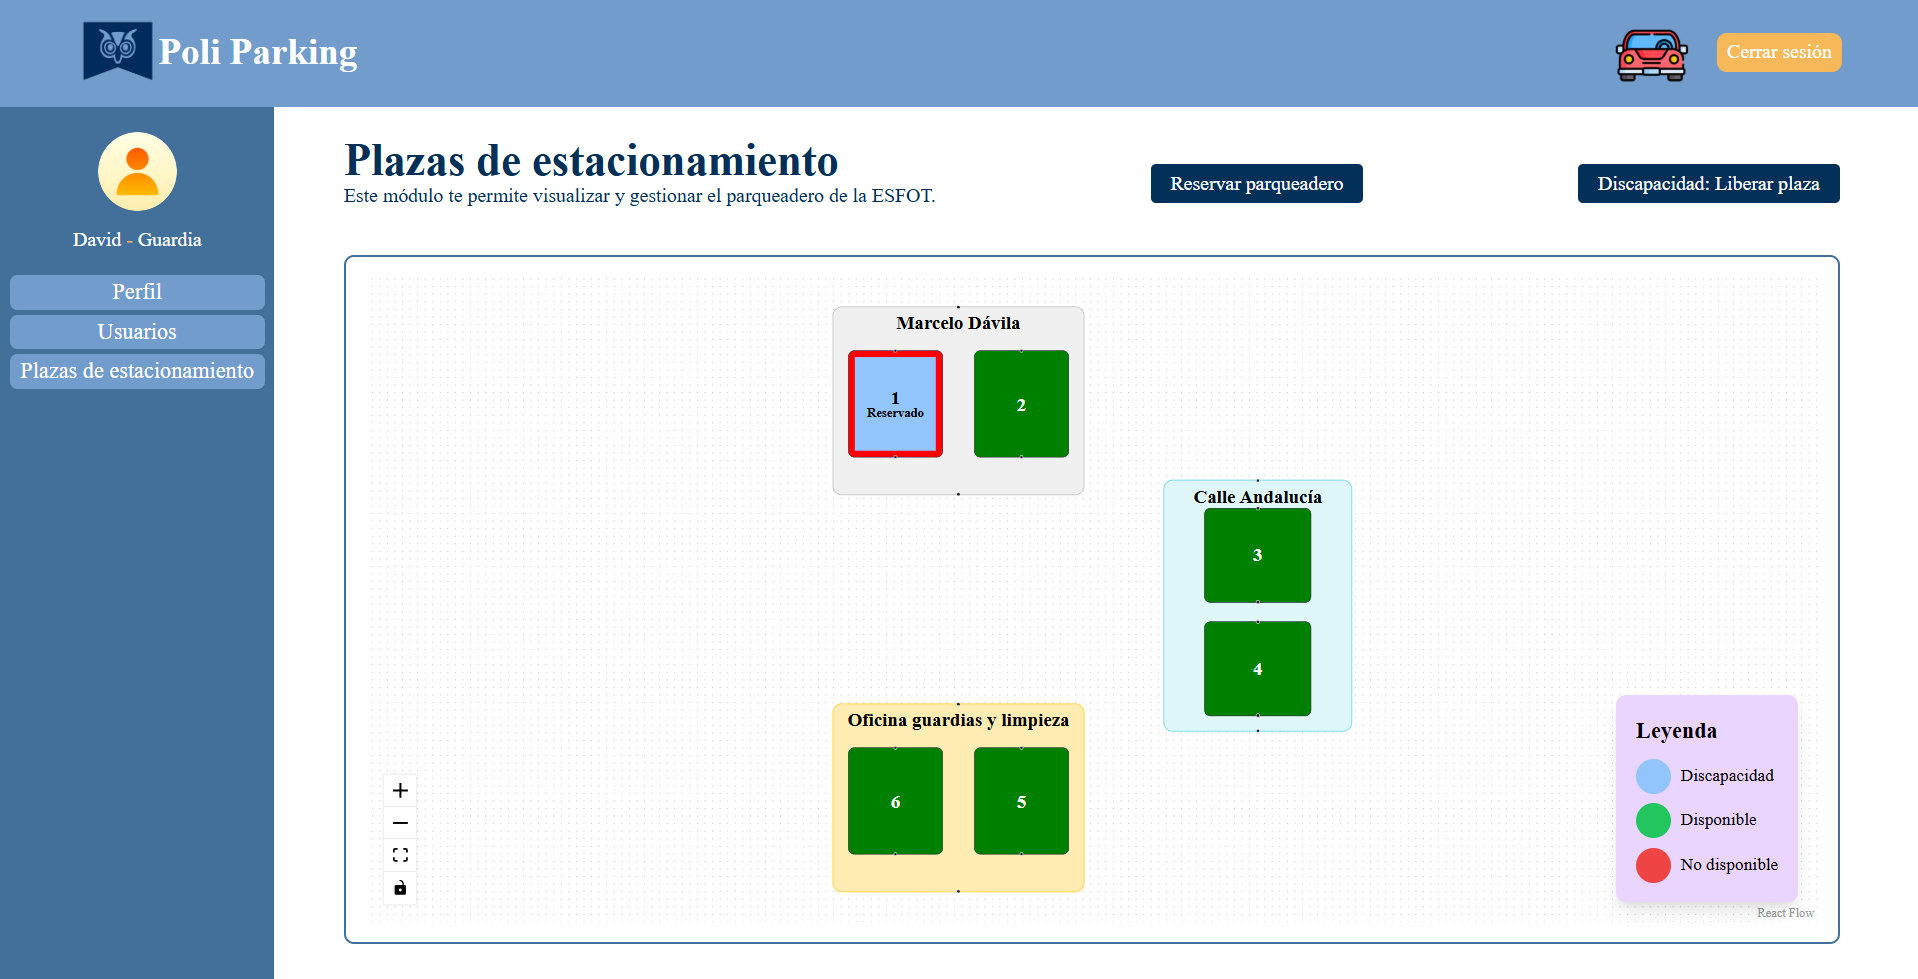 Poli Parking
Cerrar sesión
David - Guardia
Perfil
Usuarios
Plazas de estacionamiento
Plazas de estacionamiento
Este módulo te permite visualizar y gestionar el parqueadero de la ESFOT.
Reservar parqueadero
Discapacidad: Liberar plaza
Marcelo Dávila
1
Reservado
2
Calle Andalucía
3
4
Oficina guardias y limpieza
6
5
Leyenda
Discapacidad
Disponible
No disponible
React Flow